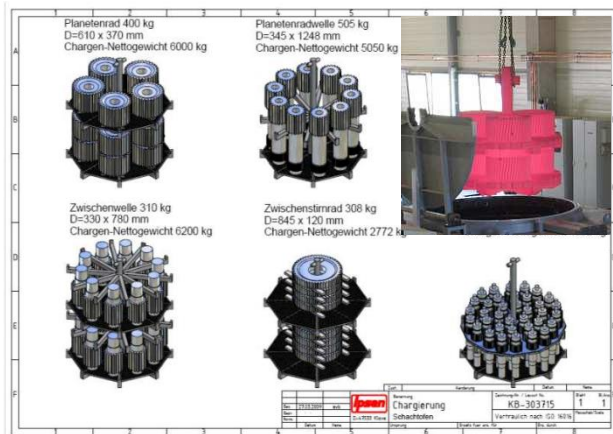 Planetenrad 400 kg
D=610 x 370 mm
Chargen-Nettogewicht 6000 kg
Planetenradwelle 505 kg
D=345 x 1248 mm
Chargen-Nettogewicht 5050 kg
Zwischenwelle 310 kg
D=330 x 780 mm
Chargen-Nettogewicht 6200 kg
Zwischenstirnrad 308 kg
D=845 x 120 mm
Chargen-Nettogewicht 2772 kg
Ipsen
Chargierung
Schachtofen
KB-303715
1 1
Vertraulich nach ISO 16016